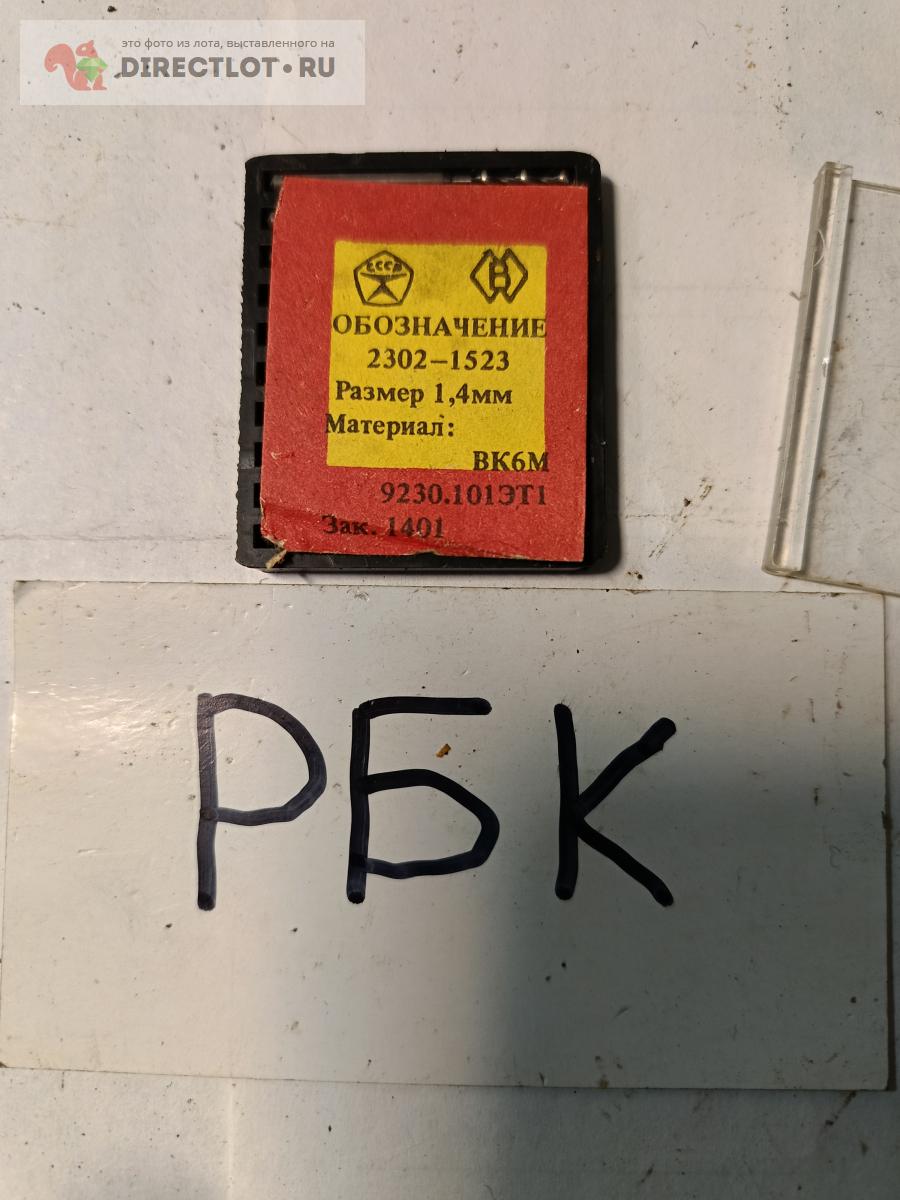 это фото из лота, выставленного на
DIRECTLOT•RU
СССР
В
ОБОЗНАЧЕНИЕ
2302–1523
Размер 1,4мм
Материал:
ВК6М
9230.101ЭТ1
Зак. 1401
РБК